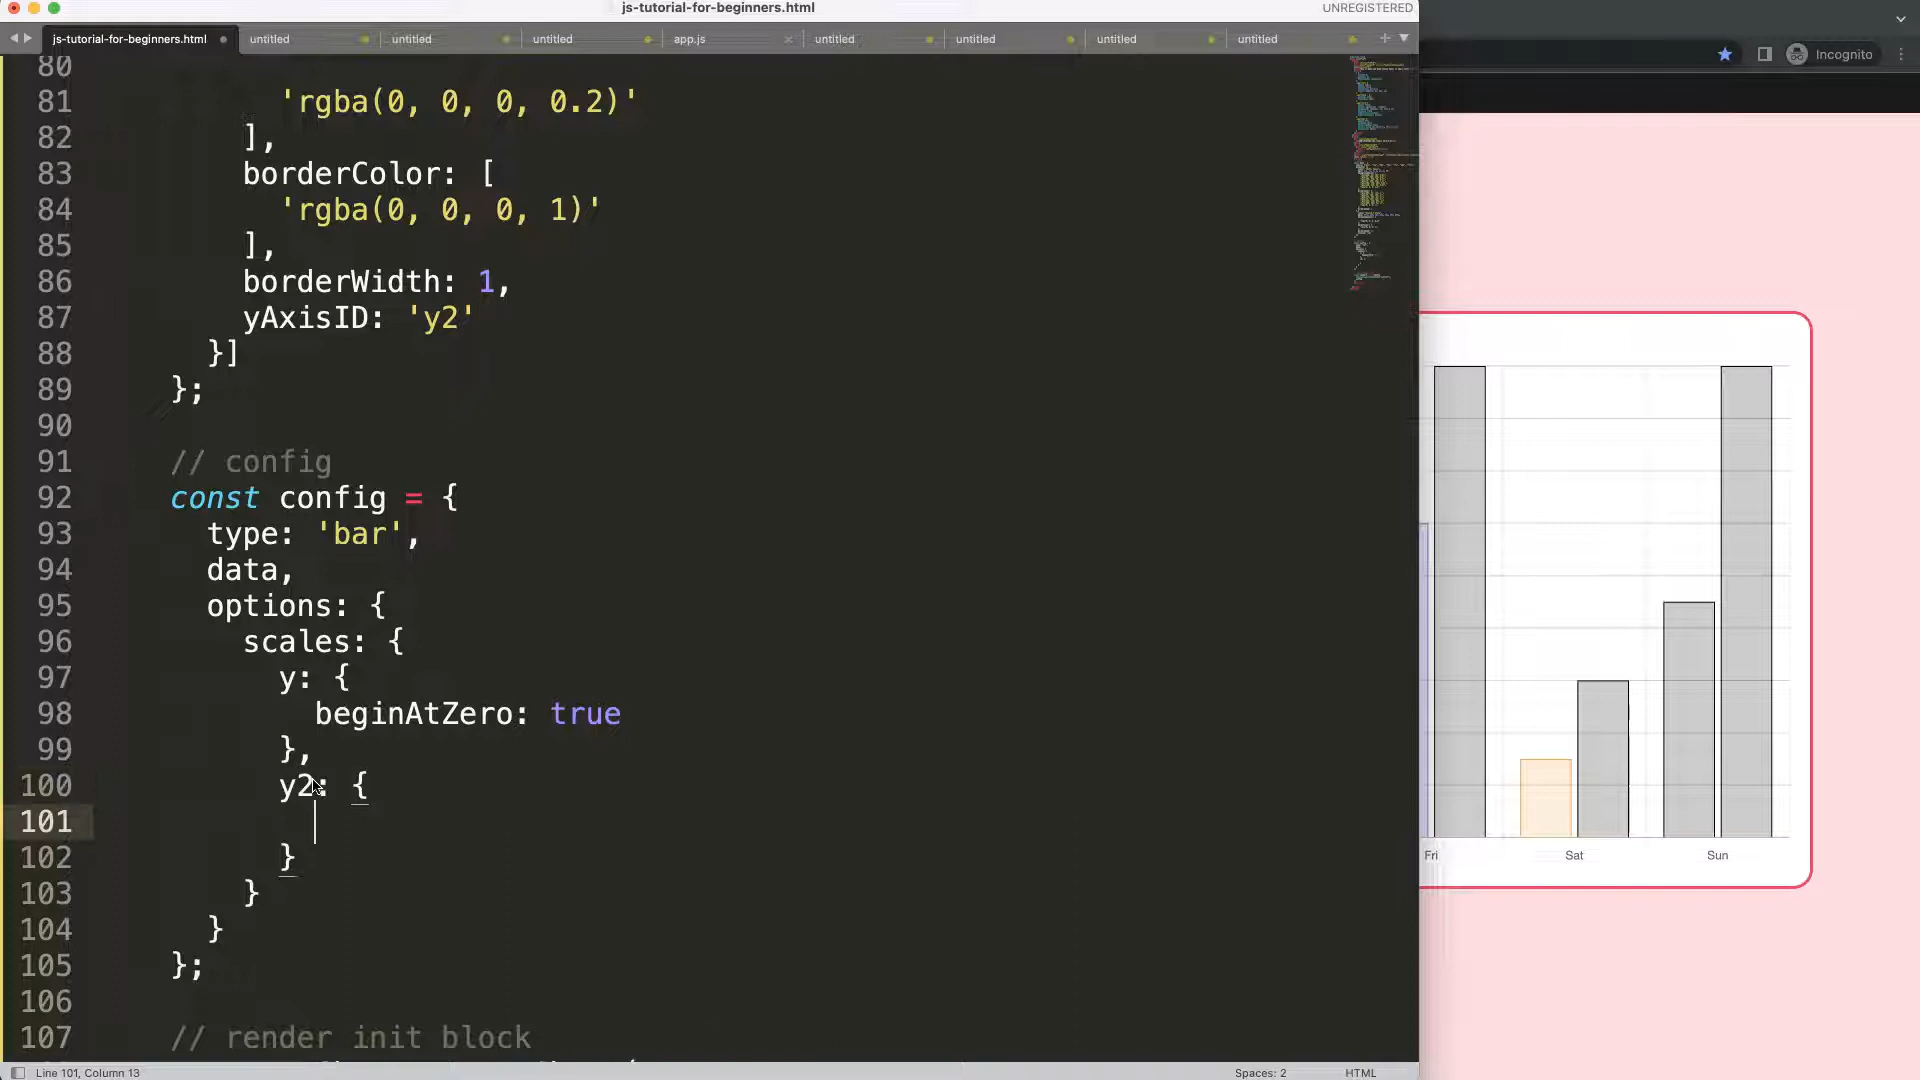 js-tutorial-for-beginners.html
UNREGISTERED
js-tutorial-for-beginners.html
untitled
untitled
untitled
app.js
untitled
untitled
untitled
untitled
Incognito
80
81 'rgba(0, 0, 0, 0.2)'
82 ],
83 borderColor: [
84 'rgba(0, 0, 0, 1)'
85 ],
86 borderWidth: 1,
87 yAxisID: 'y2'
88 }]
89 };
90
91 // config
92 const config = {
93 type: 'bar',
94 data,
95 options: {
96 scales: {
97 y: {
98 beginAtZero: true
99 },
100 y2: {
101
102 }
103 }
104 }
105 };
106
107 // render init block
Fri
Sat
Sun
Line 101, Column 13
Spaces: 2
HTML